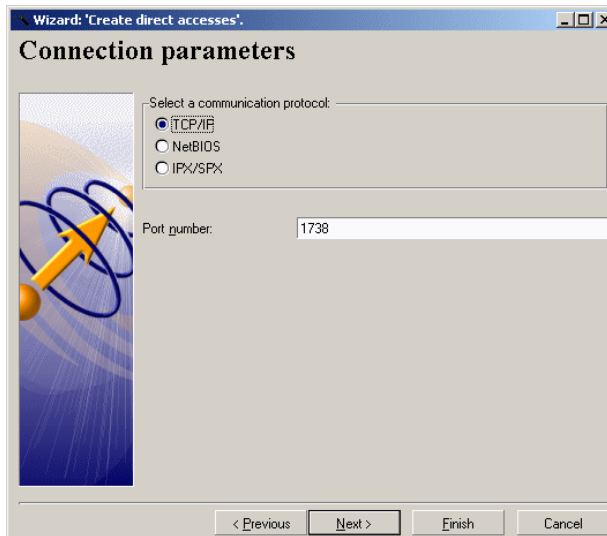 Wizard: 'Create direct accesses'.
Connection parameters
Select a communication protocol:
TCP/IP
NetBIOS
IPX/SPX
Port number: 1738
< Previous Next > Finish Cancel